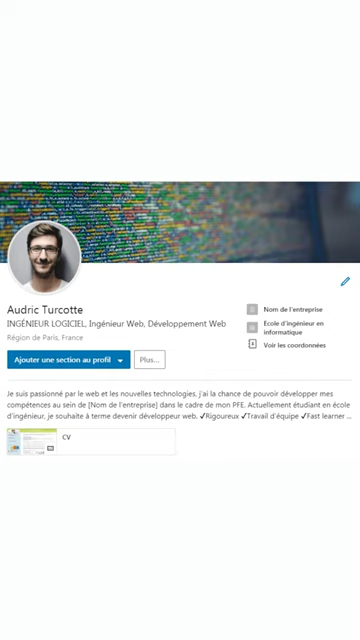 Audric Turcotte
INGÉNIEUR LOGICIEL, Ingénieur Web, Développement Web
Région de Paris, France
Ajouter une section au profil
Plus...
Nom de l'entreprise
Ecole d'ingénieur en
informatique
Voir les coordonnées
Je suis passionné par le web et les nouvelles technologies, j'ai la chance de pouvoir développer mes
compétences au sein de [Nom de l'entreprise] dans le cadre de mon PFE. Actuellement étudiant en école
d'ingénieur, je souhaite à terme devenir développeur web. ✓Rigoureux ✓Travail d'équipe ✓Fast learner ...
CV